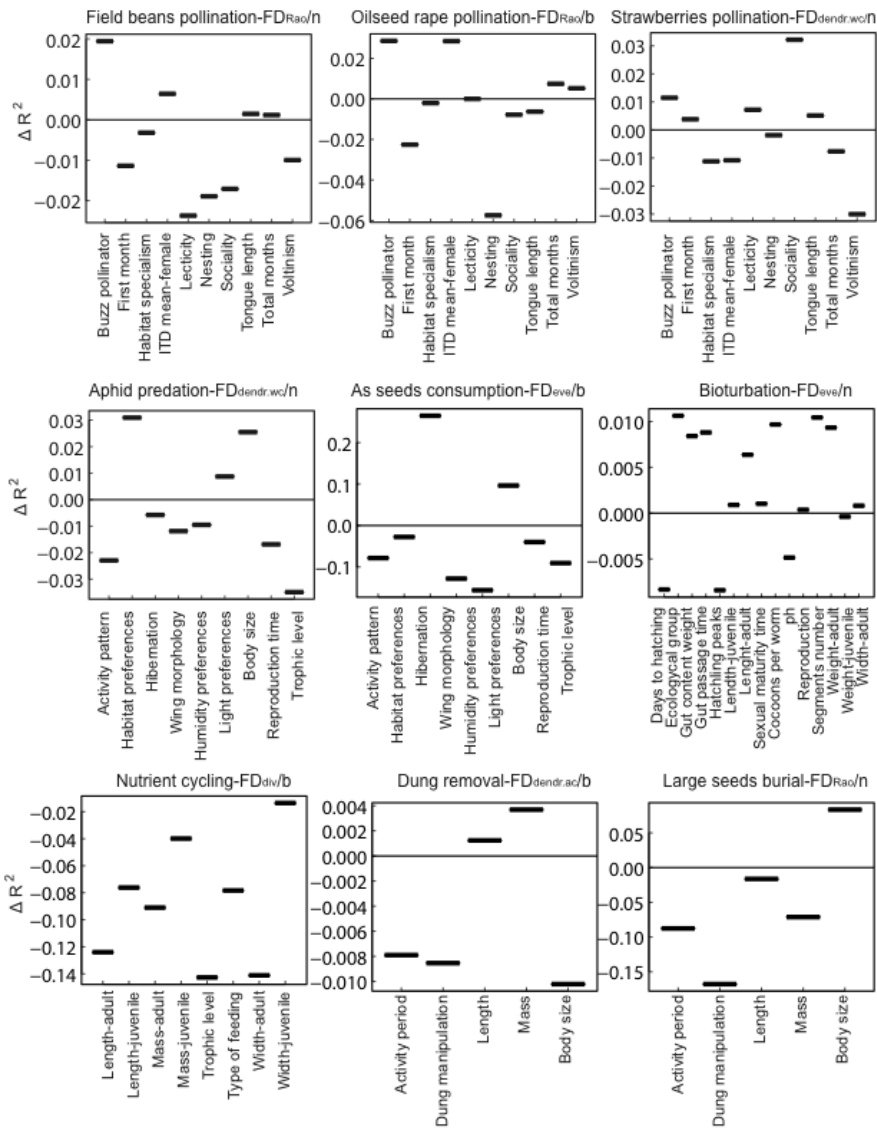 Field beans pollination-FDRao/n
Oilseed rape pollination-FDRao/b
Strawberries pollination-FDdendr.wc/n
Δ R²
0.02
0.01
0.00
−0.01
−0.02
Buzz pollinator
First month
Habitat specialism
ITD mean-female
Lecticity
Nesting
Sociality
Tongue length
Total months
Voltinism
0.02
0.00
−0.02
−0.04
−0.06
Buzz pollinator
First month
Habitat specialism
ITD mean-female
Lecticity
Nesting
Sociality
Tongue length
Total months
Voltinism
0.03
0.02
0.01
0.00
−0.01
−0.02
−0.03
Buzz pollinator
First month
Habitat specialism
ITD mean-female
Lecticity
Nesting
Sociality
Tongue length
Total months
Voltinism
Aphid predation-FDdendr.wc/n
As seeds consumption-FDeve/b
Bioturbation-FDeve/n
Δ R²
0.03
0.02
0.01
0.00
−0.01
−0.02
−0.03
Activity pattern
Habitat preferences
Hibernation
Wing morphology
Humidity preferences
Light preferences
Body size
Reproduction time
Trophic level
0.2
0.1
0.0
−0.1
Activity pattern
Habitat preferences
Hibernation
Wing morphology
Humidity preferences
Light preferences
Body size
Reproduction time
Trophic level
0.010
0.005
0.000
−0.005
Days to hatching
Ecologycal group
Gut content weight
Gut passage time
Hatchling peaks
Lendth-juvenile
Lenght-adult
Sexual maturity time
Cocoons per worm
ph
Reproduction
Segments number
Weight-adult
Weight-juvenile
Width-adult
Nutrient cycling-FDdiv/b
Dung removal-FDdendr.ac/b
Large seeds burial-FDRao/n
Δ R²
−0.02
−0.04
−0.06
−0.08
−0.10
−0.12
−0.14
Length-adult
Length-juvenile
Mass-adult
Mass-juvenile
Trophic level
Type of feeding
Width-adult
Width-juvenile
0.004
0.002
0.000
−0.002
−0.004
−0.006
−0.008
−0.010
Activity period
Dung manipulation
Length
Mass
Body size
0.05
0.00
−0.05
−0.10
−0.15
Activity period
Dung manipulation
Length
Mass
Body size